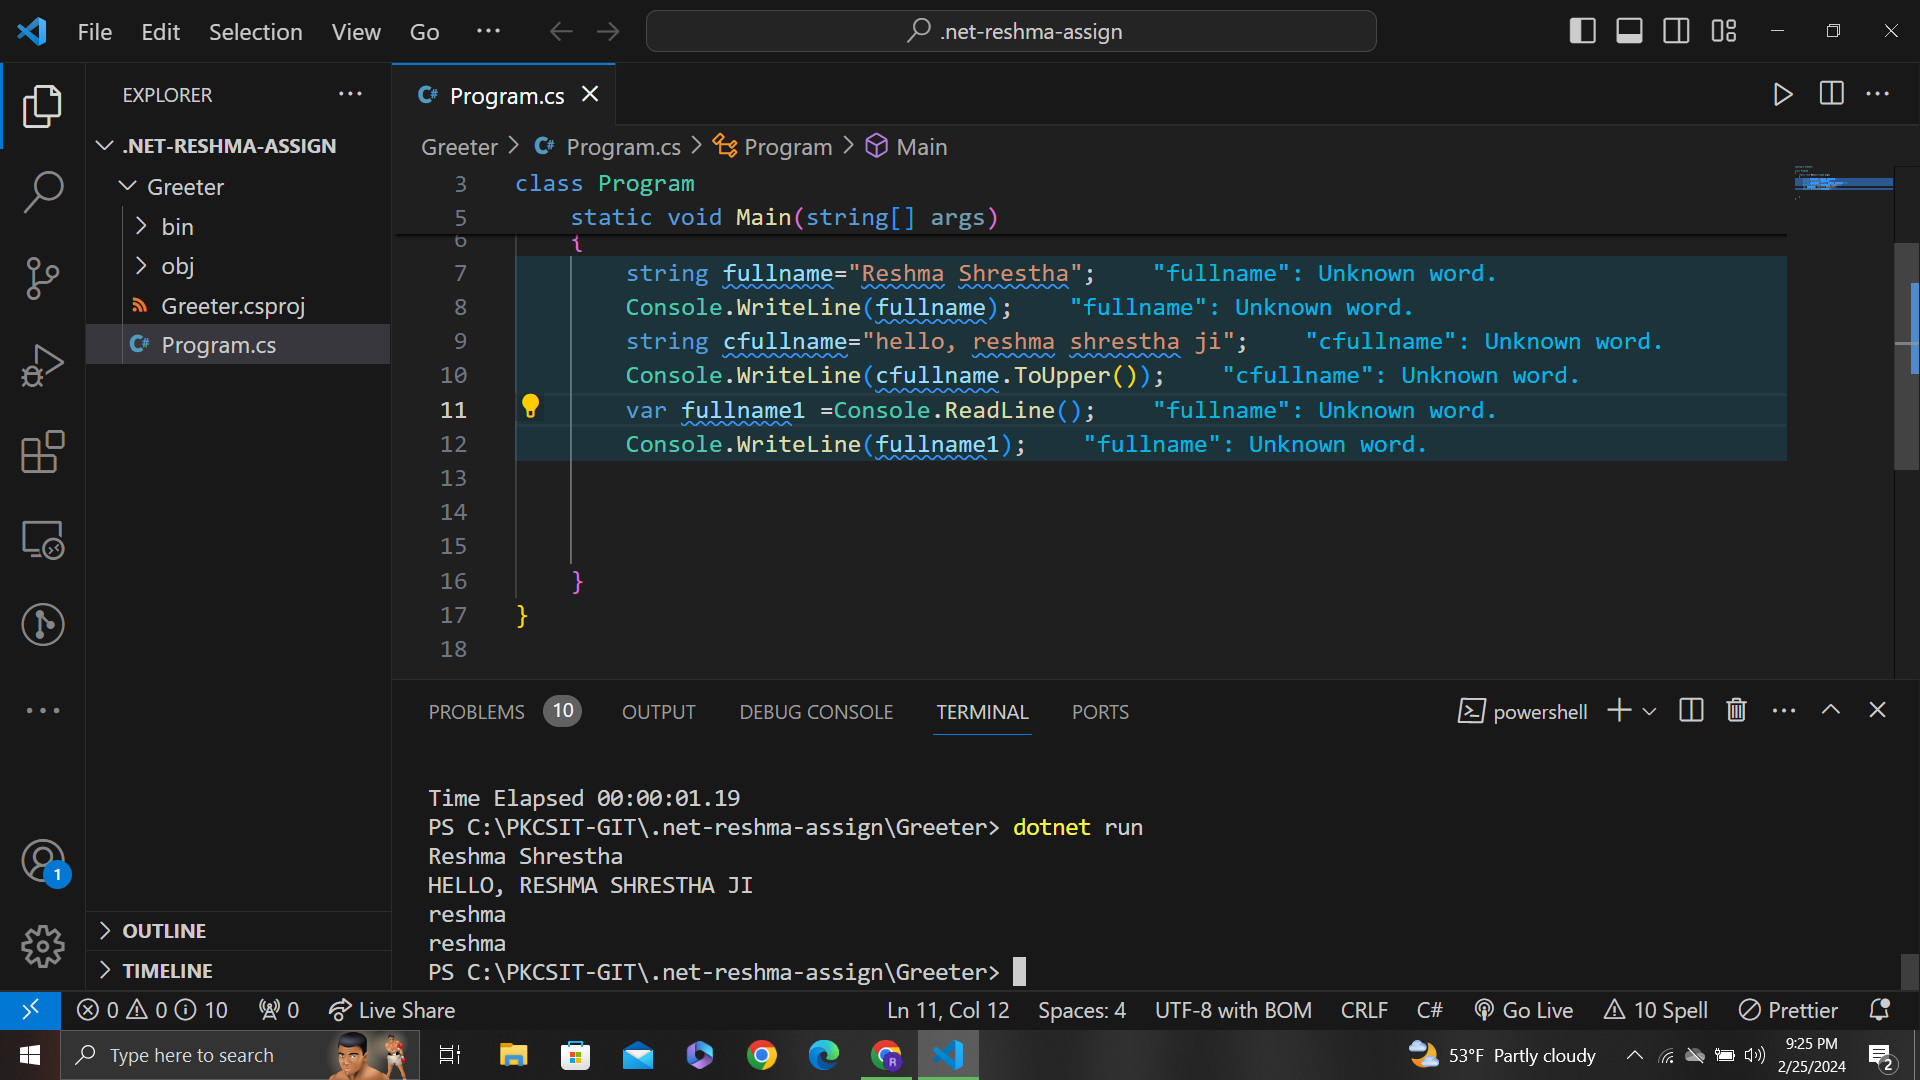 File Edit Selection View Go ··· .net-reshma-assign
EXPLORER ···
.NET-RESHMA-ASSIGN
Greeter
bin
obj
Greeter.csproj
C# Program.cs
OUTLINE
TIMELINE
C# Program.cs
Greeter > C# Program.cs > Program > Main
3 class Program
5 static void Main(string[] args)
6 {
7 string fullname="Reshma Shrestha"; "fullname": Unknown word.
8 Console.WriteLine(fullname); "fullname": Unknown word.
9 string cfullname="hello, reshma shrestha ji"; "cfullname": Unknown word.
10 Console.WriteLine(cfullname.ToUpper()); "cfullname": Unknown word.
11 var fullname1 =Console.ReadLine(); "fullname": Unknown word.
12 Console.WriteLine(fullname1); "fullname": Unknown word.
13
14
15
16 }
17 }
18
PROBLEMS 10 OUTPUT DEBUG CONSOLE TERMINAL PORTS powershell
Time Elapsed 00:00:01.19
PS C:\PKCSIT-GIT\.net-reshma-assign\Greeter> dotnet run
Reshma Shrestha
HELLO, RESHMA SHRESTHA JI
reshma
reshma
PS C:\PKCSIT-GIT\.net-reshma-assign\Greeter>
1
0 0 10 0 Live Share Ln 11, Col 12 Spaces: 4 UTF-8 with BOM CRLF C# Go Live 10 Spell Prettier
Type here to search R 53°F Partly cloudy 9:25 PM
2/25/2024 2